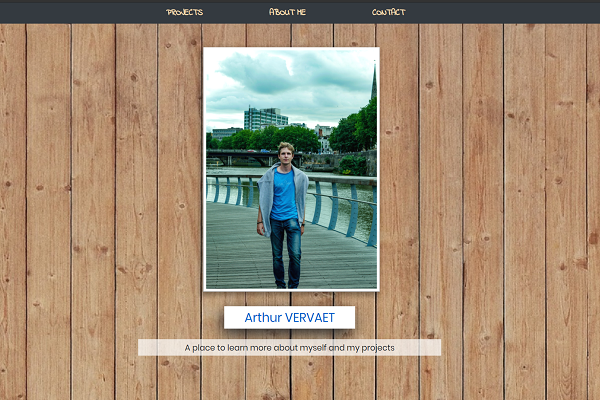 PROJECTS ABOUT ME CONTACT
Arthur VERVAET
A place to learn more about myself and my projects